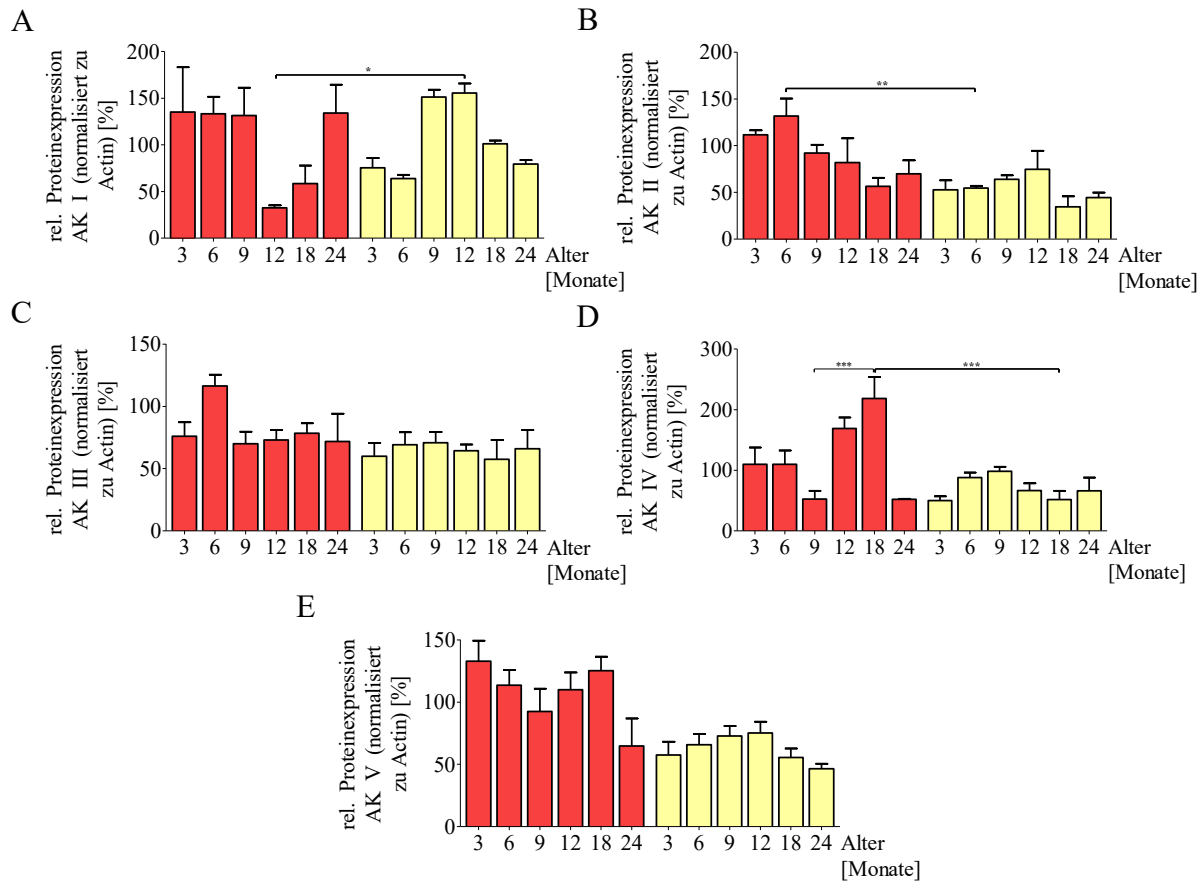 A
rel. Proteinexpression
AK I (normalisiert zu
Actin) [%]
200
150
100
50
0
*
3 6 9 12 18 24 3 6 9 12 18 24 Alter
[Monate]
B
rel. Proteinexpression
AK II (normalisiert
zu Actin) [%]
200
150
100
50
0
**
3 6 9 12 18 24 3 6 9 12 18 24 Alter
[Monate]
C
rel. Proteinexpression
AK III (normalisiert
zu Actin) [%]
150
100
50
0
3 6 9 12 18 24 3 6 9 12 18 24 Alter
[Monate]
D
rel. Proteinexpression
AK IV (normalisiert
zu Actin) [%]
300
200
100
0
*** ***
3 6 9 12 18 24 3 6 9 12 18 24 Alter
[Monate]
E
rel. Proteinexpression
AK V (normalisiert
zu Actin) [%]
150
100
50
0
3 6 9 12 18 24 3 6 9 12 18 24 Alter
[Monate]